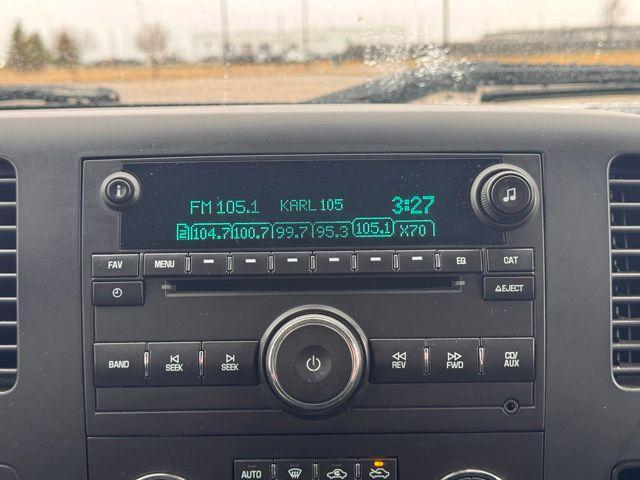 FM 105.1 KARL 105 3:27
2 104.7 100.7 99.7 95.3 105.1 X70
FAV MENU EQ CAT
EJECT
BAND SEEK SEEK REV FWD CD/AUX
AUTO